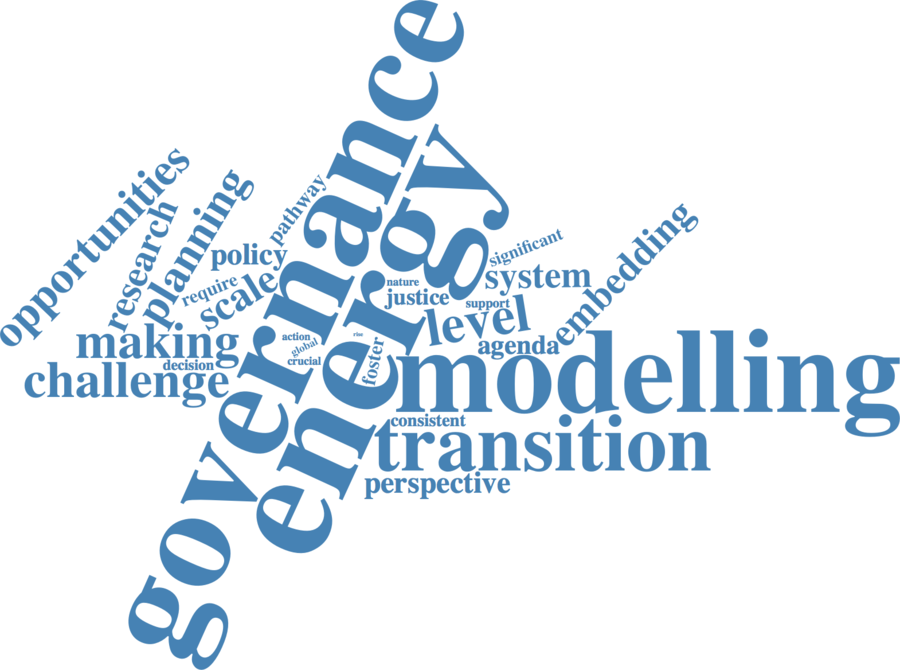 governance
energy
opportunities
research
planning
pathway
policy
require
scale
significant
embedding
nature
justice
system
support
level
making
decision
challenge
action
global
crucial
rise
foster
agenda
modelling
consistent
transition
perspective